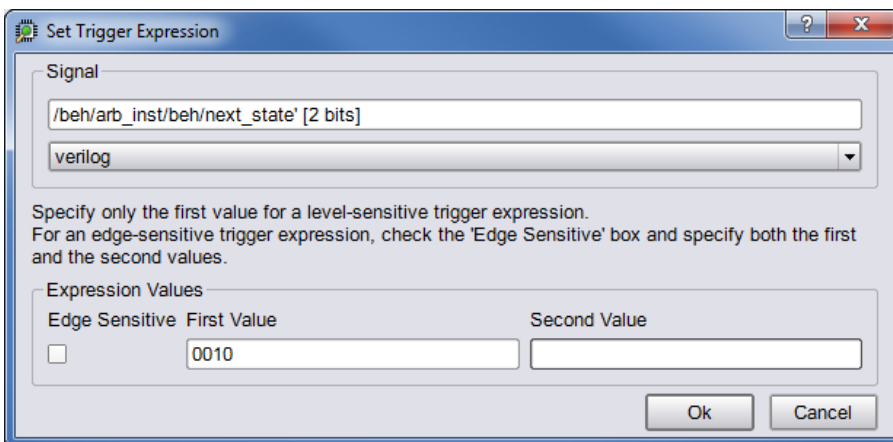 Set Trigger Expression
Signal
/beh/arb_inst/beh/next_state' [2 bits]
verilog
Specify only the first value for a level-sensitive trigger expression.
For an edge-sensitive trigger expression, check the 'Edge Sensitive' box and specify both the first
and the second values.
Expression Values
Edge Sensitive First Value Second Value
0010
Ok Cancel